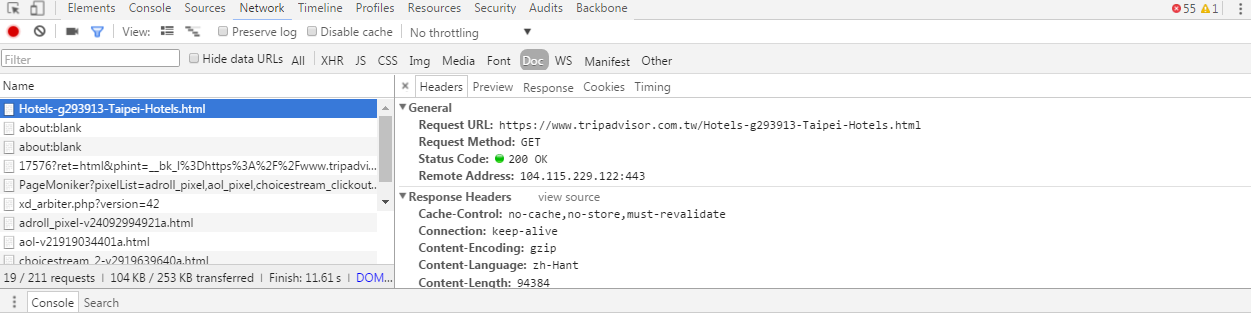 Elements Console Sources Network Timeline Profiles Resources Security Audits Backbone 55 1
View: Preserve log Disable cache No throttling
Filter Hide data URLs All XHR JS CSS Img Media Font Doc WS Manifest Other
Name
Hotels-g293913-Taipei-Hotels.html
about:blank
about:blank
17576?ret=html&phint=__bk_l%3Dhttps%3A%2F%2Fwww.tripadvi...
PageMoniker?pixelList=adroll_pixel,aol_pixel,choicestream_clickout...
xd_arbiter.php?version=42
adroll_pixel-v24092994921a.html
aol-v21919034401a.html
choicestream_2-v2919639640a.html
19 / 211 requests | 104 KB / 253 KB transferred | Finish: 11.61 s | DOM...
× Headers Preview Response Cookies Timing
General
Request URL: https://www.tripadvisor.com.tw/Hotels-g293913-Taipei-Hotels.html
Request Method: GET
Status Code: 200 OK
Remote Address: 104.115.229.122:443
Response Headers view source
Cache-Control: no-cache,no-store,must-revalidate
Connection: keep-alive
Content-Encoding: gzip
Content-Language: zh-Hant
Content-Length: 94384
Console Search